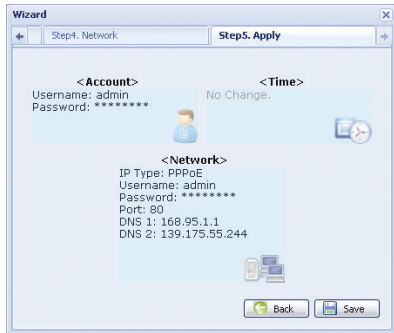 Wizard
Step4. Network
Step5. Apply
<Account>
Username: admin
Password: ********
<Time>
No Change.
<Network>
IP Type: PPPoE
Username: admin
Password: ********
Port: 80
DNS 1: 168.95.1.1
DNS 2: 139.175.55.244
Back
Save